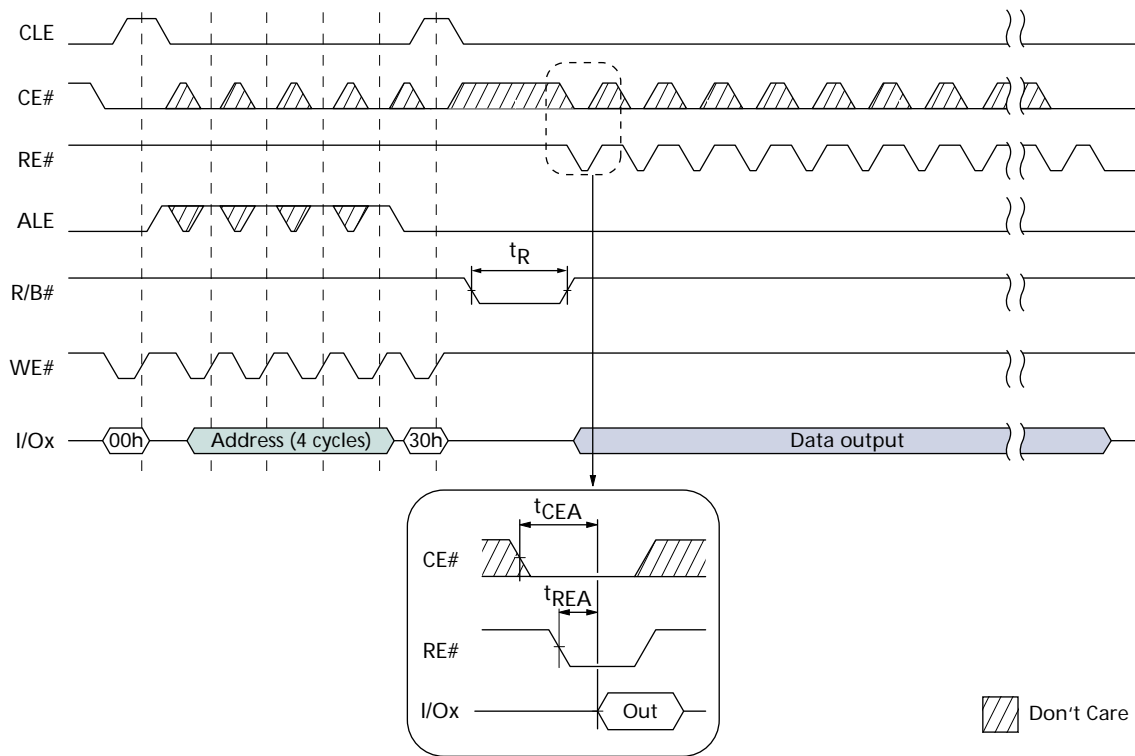 CLE
CE#
RE#
ALE
tR
R/B#
WE#
I/Ox
00h
Address (4 cycles)
30h
Data output
tCEA
CE#
tREA
RE#
I/Ox
Out
Don't Care